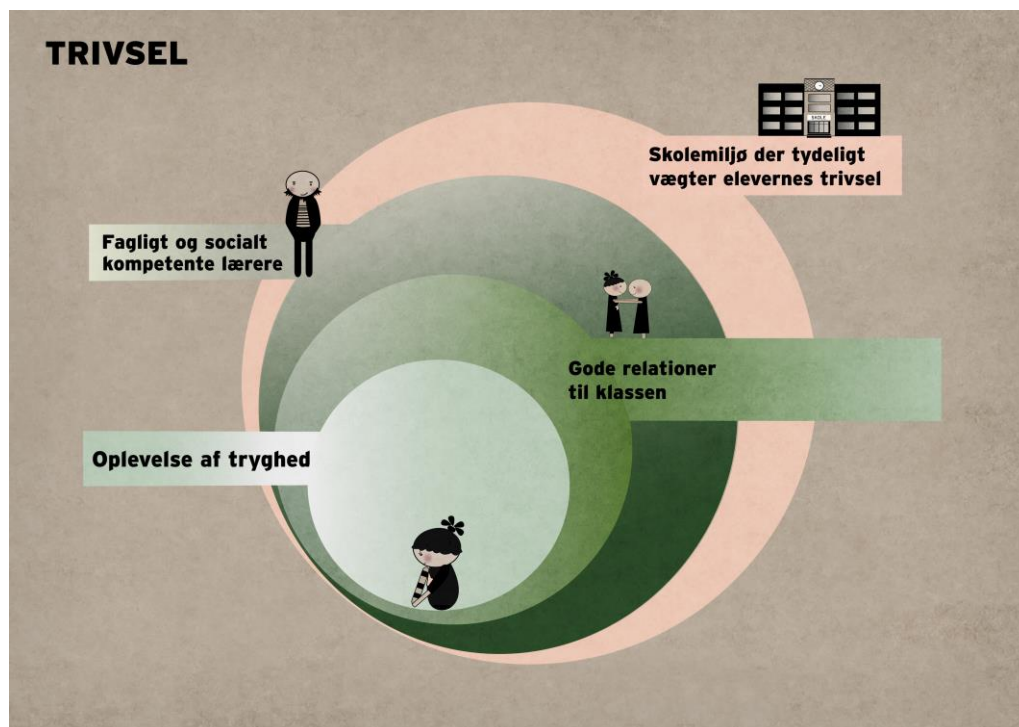 TRIVSEL
SKOLE
Skolemiljø der tydeligt
vægter elevernes trivsel
Fagligt og socialt
kompetente lærere
Gode relationer
til klassen
Oplevelse af tryghed